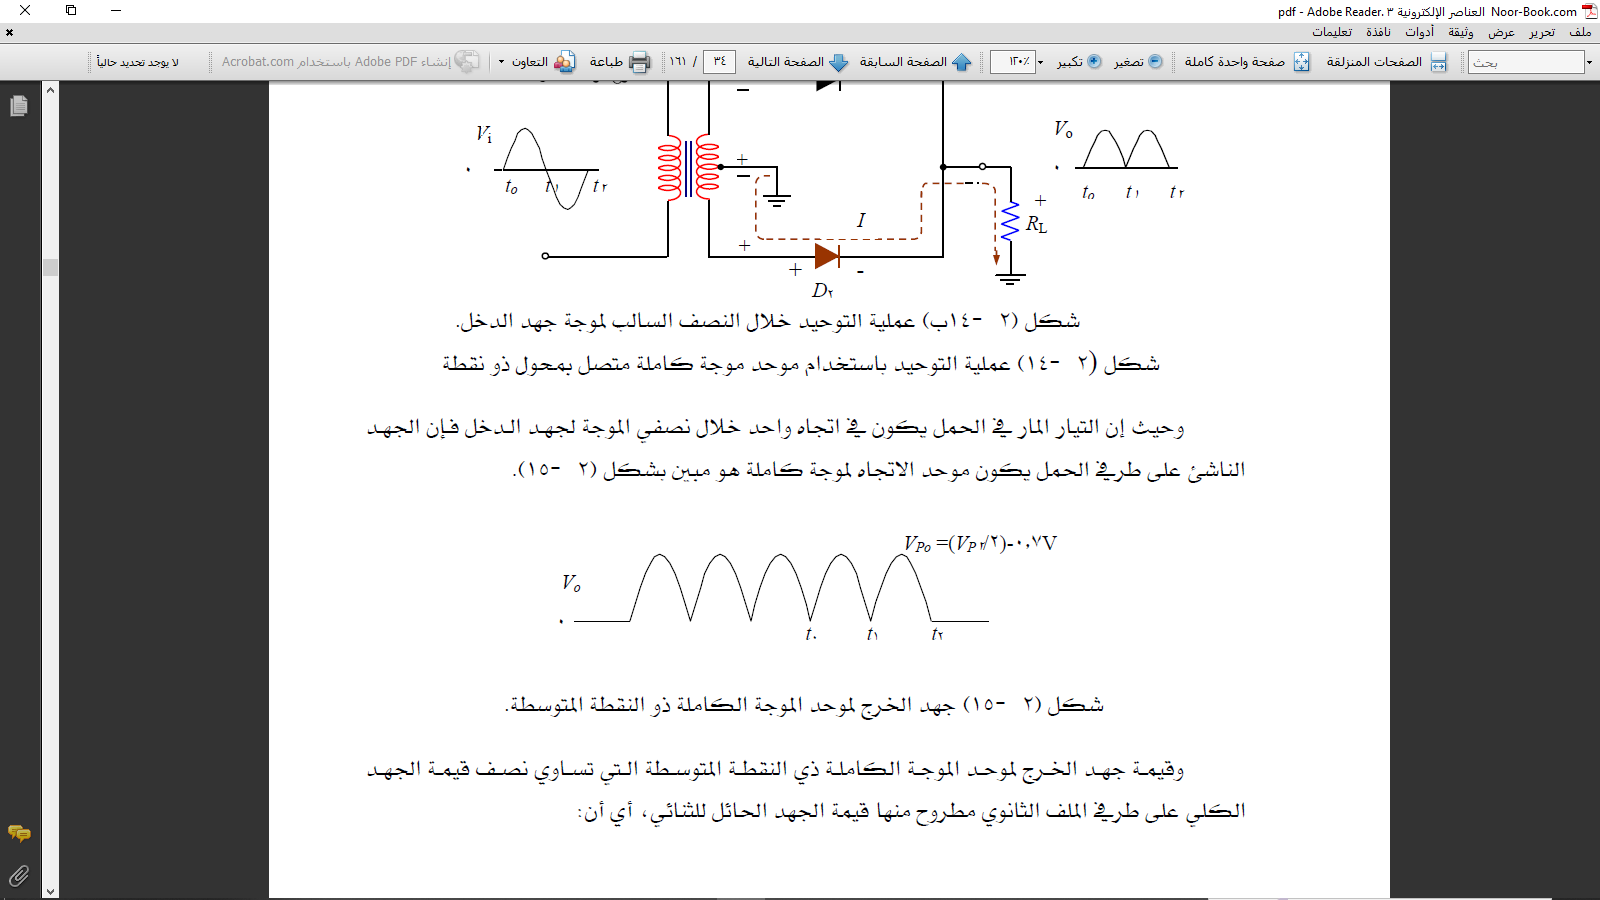 Noor-Book.com العناصر الإلكترونية ٣ .pdf - Adobe Reader
ملف تحرير عرض وثيقة أدوات نافذة تعليمات
بحث الصفحات المنزلقة صفحة واحدة كاملة تصغير تكبير ١٢٠٪ الصفحة السابقة الصفحة التالية ٣٤ / ١٦١ طباعة التعاون إنشاء Adobe PDF باستخدام Acrobat.com لا يوجد تحديد حالياً
Vi
٠
to t١ t٢
+
−
I
+
D٢
+ -
RL
+
Vo
٠
to t١ t٢
شكل (٢ -١٤ب) عملية التوحيد خلال النصف السالب لموجة جهد الدخل.
شكل (٢ -١٤) عملية التوحيد باستخدام موحد موجة كاملة متصل بمحول ذو نقطة
وحيث إن التيار المار في الحمل يكون في اتجاه واحد خلال نصفي الموجة لجهد الدخل فإن الجهد
الناشئ على طرفي الحمل يكون موحد الاتجاه لموجة كاملة هو مبين بشكل (٢ -١٥).
VPo =(VP٢/٢)-٠,٧V
Vo
٠
t٠ t١ t٢
شكل (٢ -١٥) جهد الخرج لموحد الموجة الكاملة ذو النقطة المتوسطة.
وقيمة جهد الخرج لموحد الموجة الكاملة ذي النقطة المتوسطة التي تساوي نصف قيمة الجهد
الكلي على طرفي الملف الثانوي مطروح منها قيمة الجهد الحائل للثنائي، أي أن: